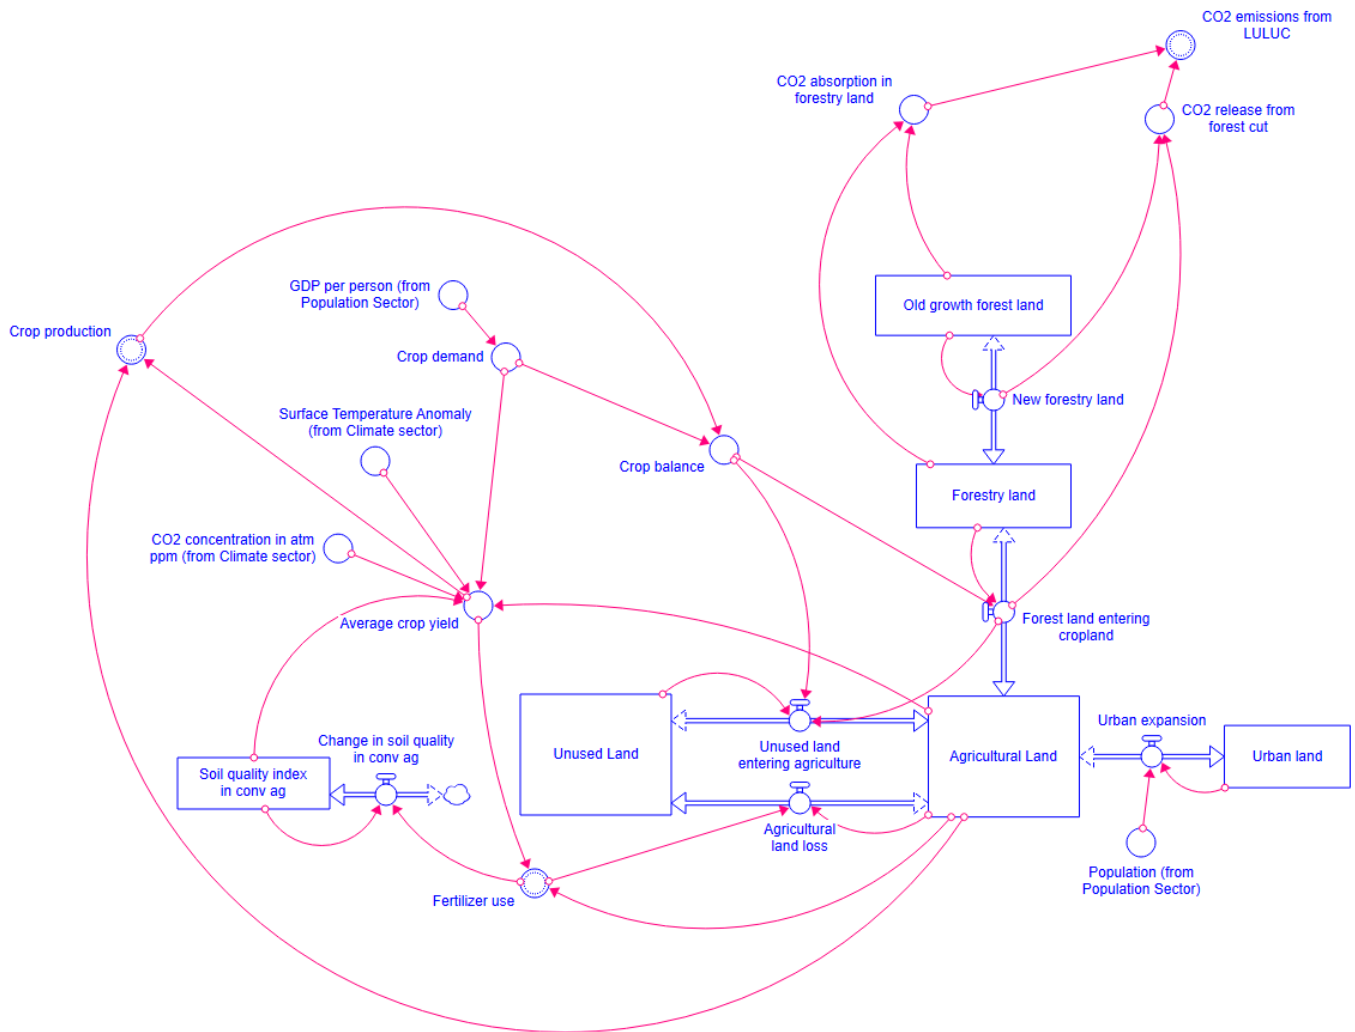 CO2 emissions from
LULUC
CO2 absorption in
forestry land
CO2 release from
forest cut
GDP per person (from
Population Sector)
Old growth forest land
Crop production
Crop demand
New forestry land
Surface Temperature Anomaly
(from Climate sector)
Crop balance
Forestry land
CO2 concentration in atm
ppm (from Climate sector)
Average crop yield
Forest land entering
cropland
Change in soil quality
in conv ag
Unused Land
Unused land
entering agriculture
Agricultural Land
Urban expansion
Urban land
Soil quality index
in conv ag
Agricultural
land loss
Population (from
Population Sector)
Fertilizer use